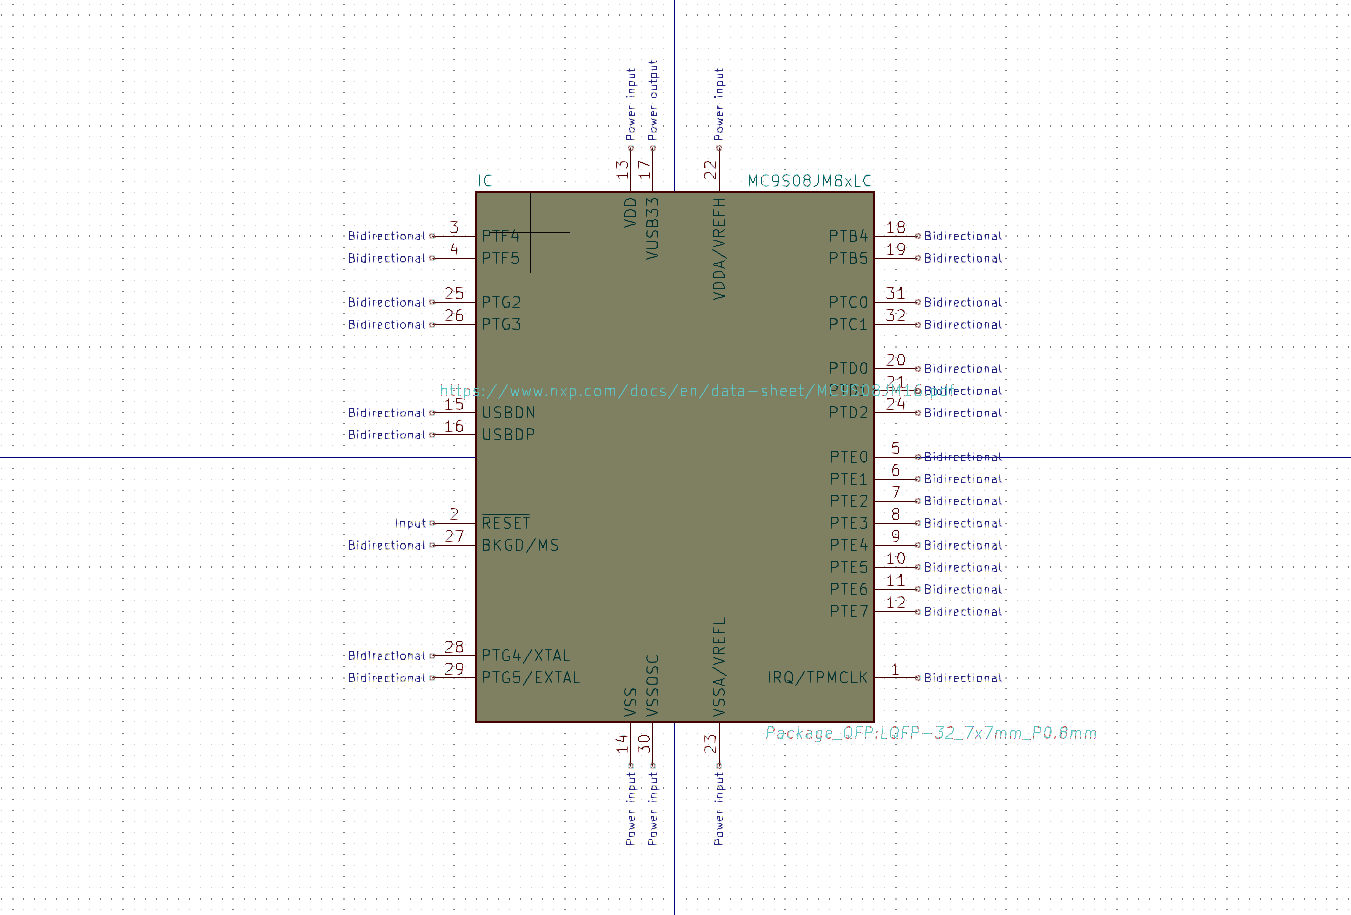 Power input
Power output
Power input
13
17
22
IC
MC9S08JM8xLC
VDD
VUSB33
VDDA/VREFH
Bidirectional 3 PTF4
PTB4 18 Bidirectional
Bidirectional 4 PTF5
PTB5 19 Bidirectional
Bidirectional 25 PTG2
PTC0 31 Bidirectional
Bidirectional 26 PTG3
PTC1 32 Bidirectional
PTD0 20 Bidirectional
https://www.nxp.com/docs/en/data-sheet/MC9S08JM16.pdf
21 Bidirectional
Bidirectional 15 USBDN
PTD2 24 Bidirectional
Bidirectional 16 USBDP
PTE0 5 Bidirectional
PTE1 6 Bidirectional
PTE2 7 Bidirectional
Input 2 RESET
PTE3 8 Bidirectional
Bidirectional 27 BKGD/MS
PTE4 9 Bidirectional
PTE5 10 Bidirectional
PTE6 11 Bidirectional
PTE7 12 Bidirectional
Bidirectional 28 PTG4/XTAL
Bidirectional 29 PTG5/EXTAL
IRQ/TPMCLK 1 Bidirectional
VSS
VSSOSC
VSSA/VREFL
14
30
23
Package_QFP:LQFP-32_7x7mm_P0.8mm
Power input
Power input
Power input